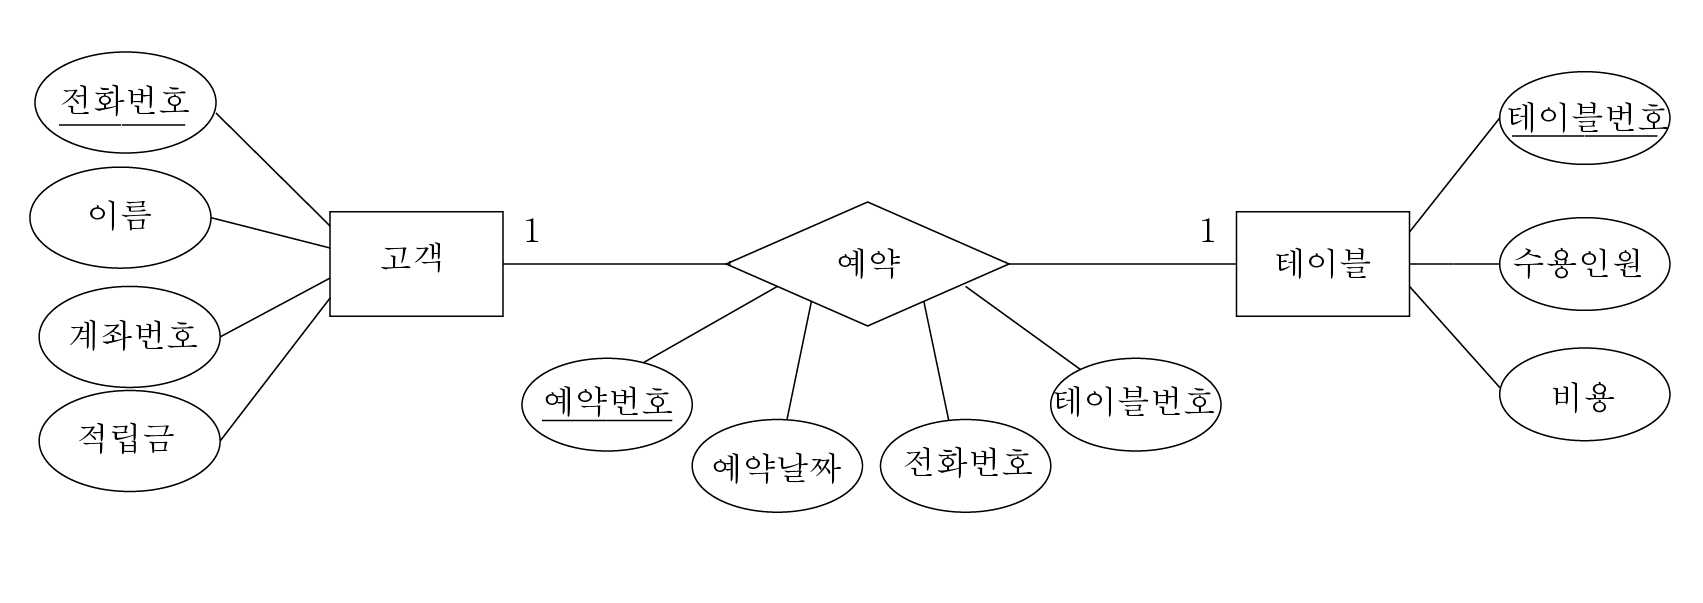 전화번호
이름
계좌번호
적립금
고객
1
예약
1
테이블
예약번호
예약날짜
전화번호
테이블번호
테이블번호
수용인원
비용